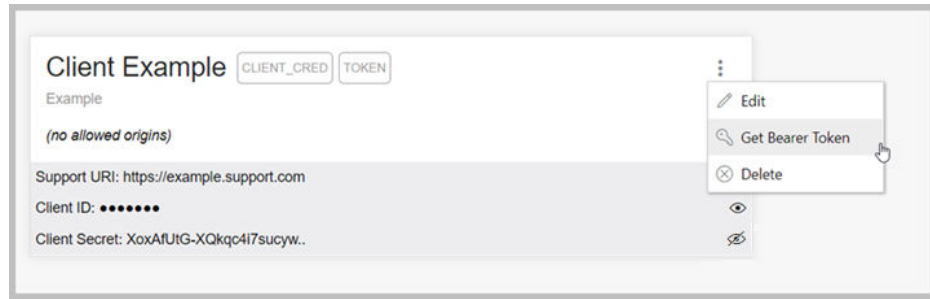 Client Example CLIENT_CRED TOKEN
Example
(no allowed origins)
Edit
Get Bearer Token
Delete
Support URI: https://example.support.com
Client ID: ●●●●●●●
Client Secret: XoxAfUtG-XQkqc4i7sucyw..